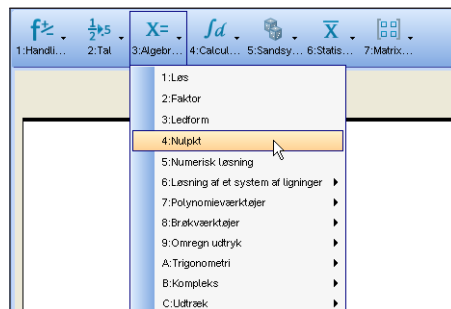 1:Handli... 2:Tal 3:Algebr... 4:Calcul... 5:Sandsy... 6:Statis... 7:Matrix...
1:Løs
2:Faktor
3:Ledform
4:Nulpkt
5:Numerisk løsning
6:Løsning af et system af ligninger
7:Polynomieværktøjer
8:Brøkværktøjer
9:Omregn udtryk
A:Trigonometri
B:Kompleks
C:Udtræk